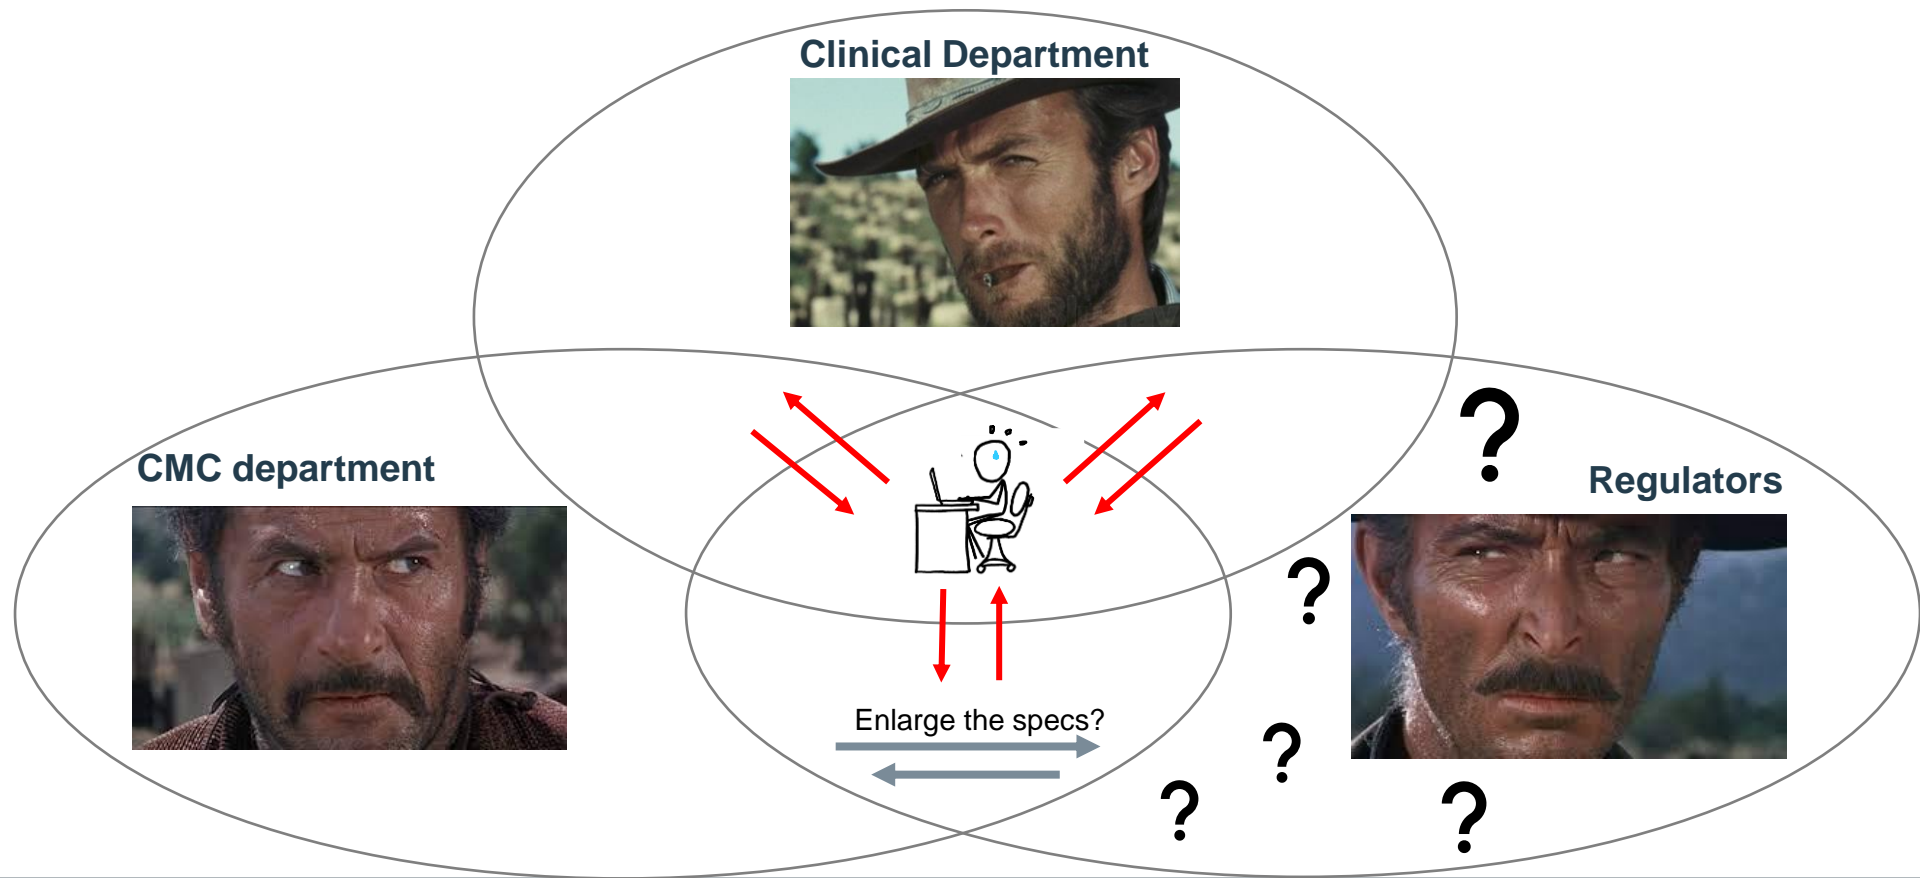 Clinical Department
CMC department
Regulators
?
?
Enlarge the specs?
?
?
?